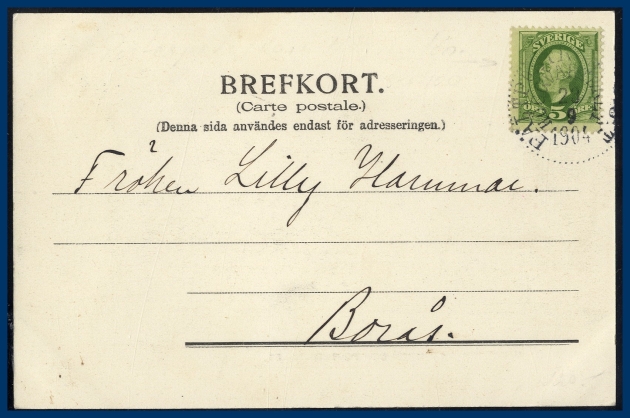 SVERIGE
BREFKORT.
(Carte postale.)
(Denna sida användes endast för adresseringen.)
1904
Fröken Lilly Hammar.
Borås.